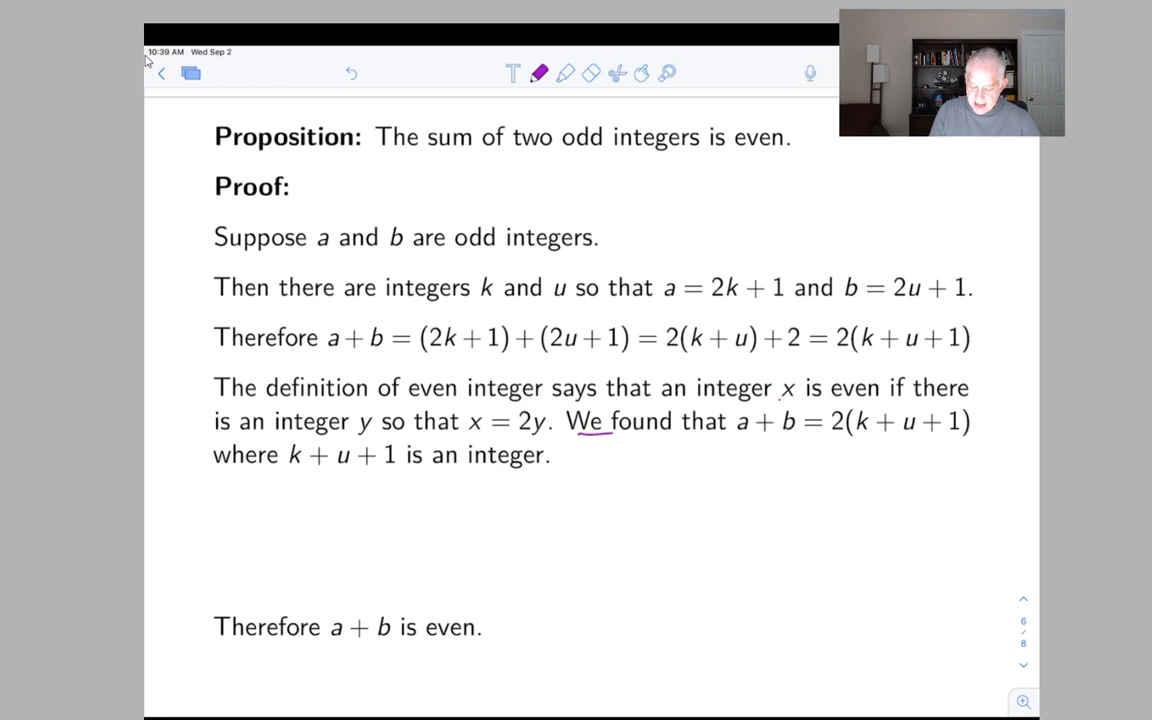 10:39 AM Wed Sep 2
T
Proposition: The sum of two odd integers is even.
Proof:
Suppose a and b are odd integers.
Then there are integers k and u so that a = 2k + 1 and b = 2u + 1.
Therefore a + b = (2k + 1) + (2u + 1) = 2(k + u) + 2 = 2(k + u + 1)
The definition of even integer says that an integer x is even if there
is an integer y so that x = 2y. We found that a + b = 2(k + u + 1)
where k + u + 1 is an integer.
Therefore a + b is even.
6
/
8